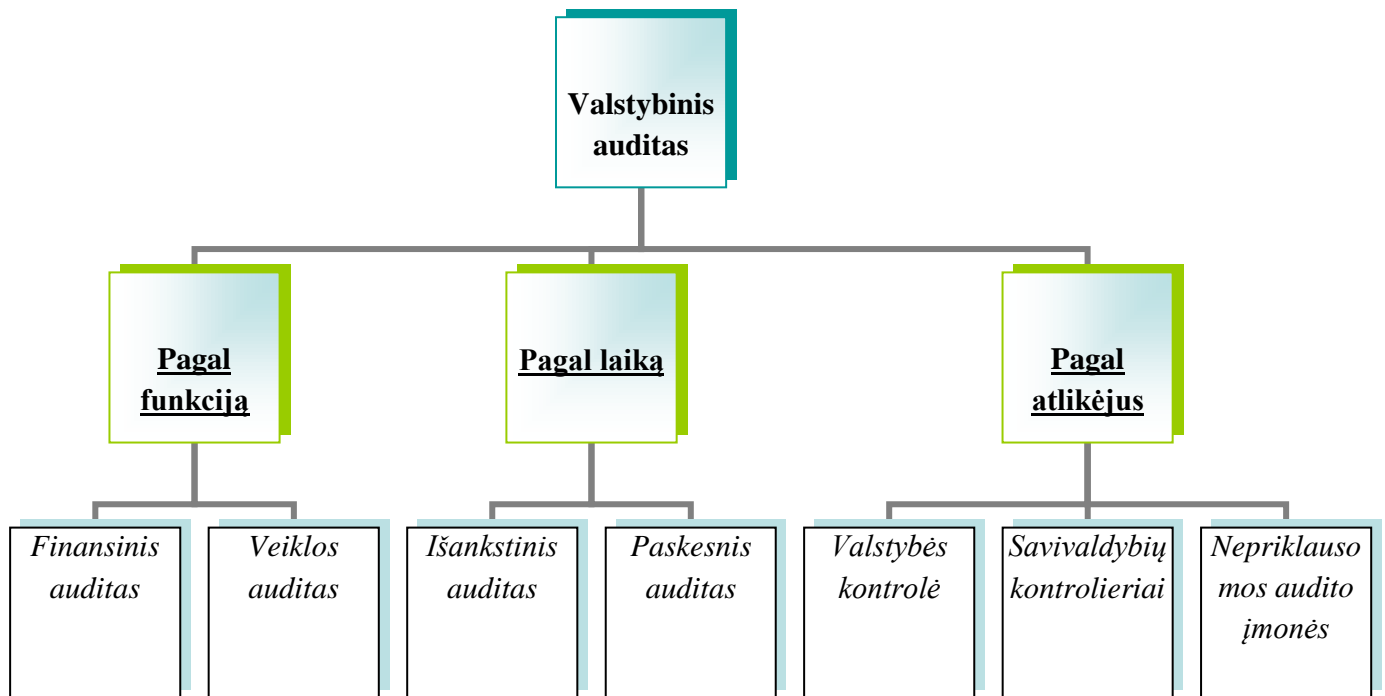 Valstybinis
auditas
Pagal
funkciją
Pagal laiką
Pagal
atlikėjus
Finansinis
auditas
Veiklos
auditas
Išankstinis
auditas
Paskesnis
auditas
Valstybės
kontrolė
Savivaldybių
kontrolieriai
Nepriklauso
mos audito
įmonės